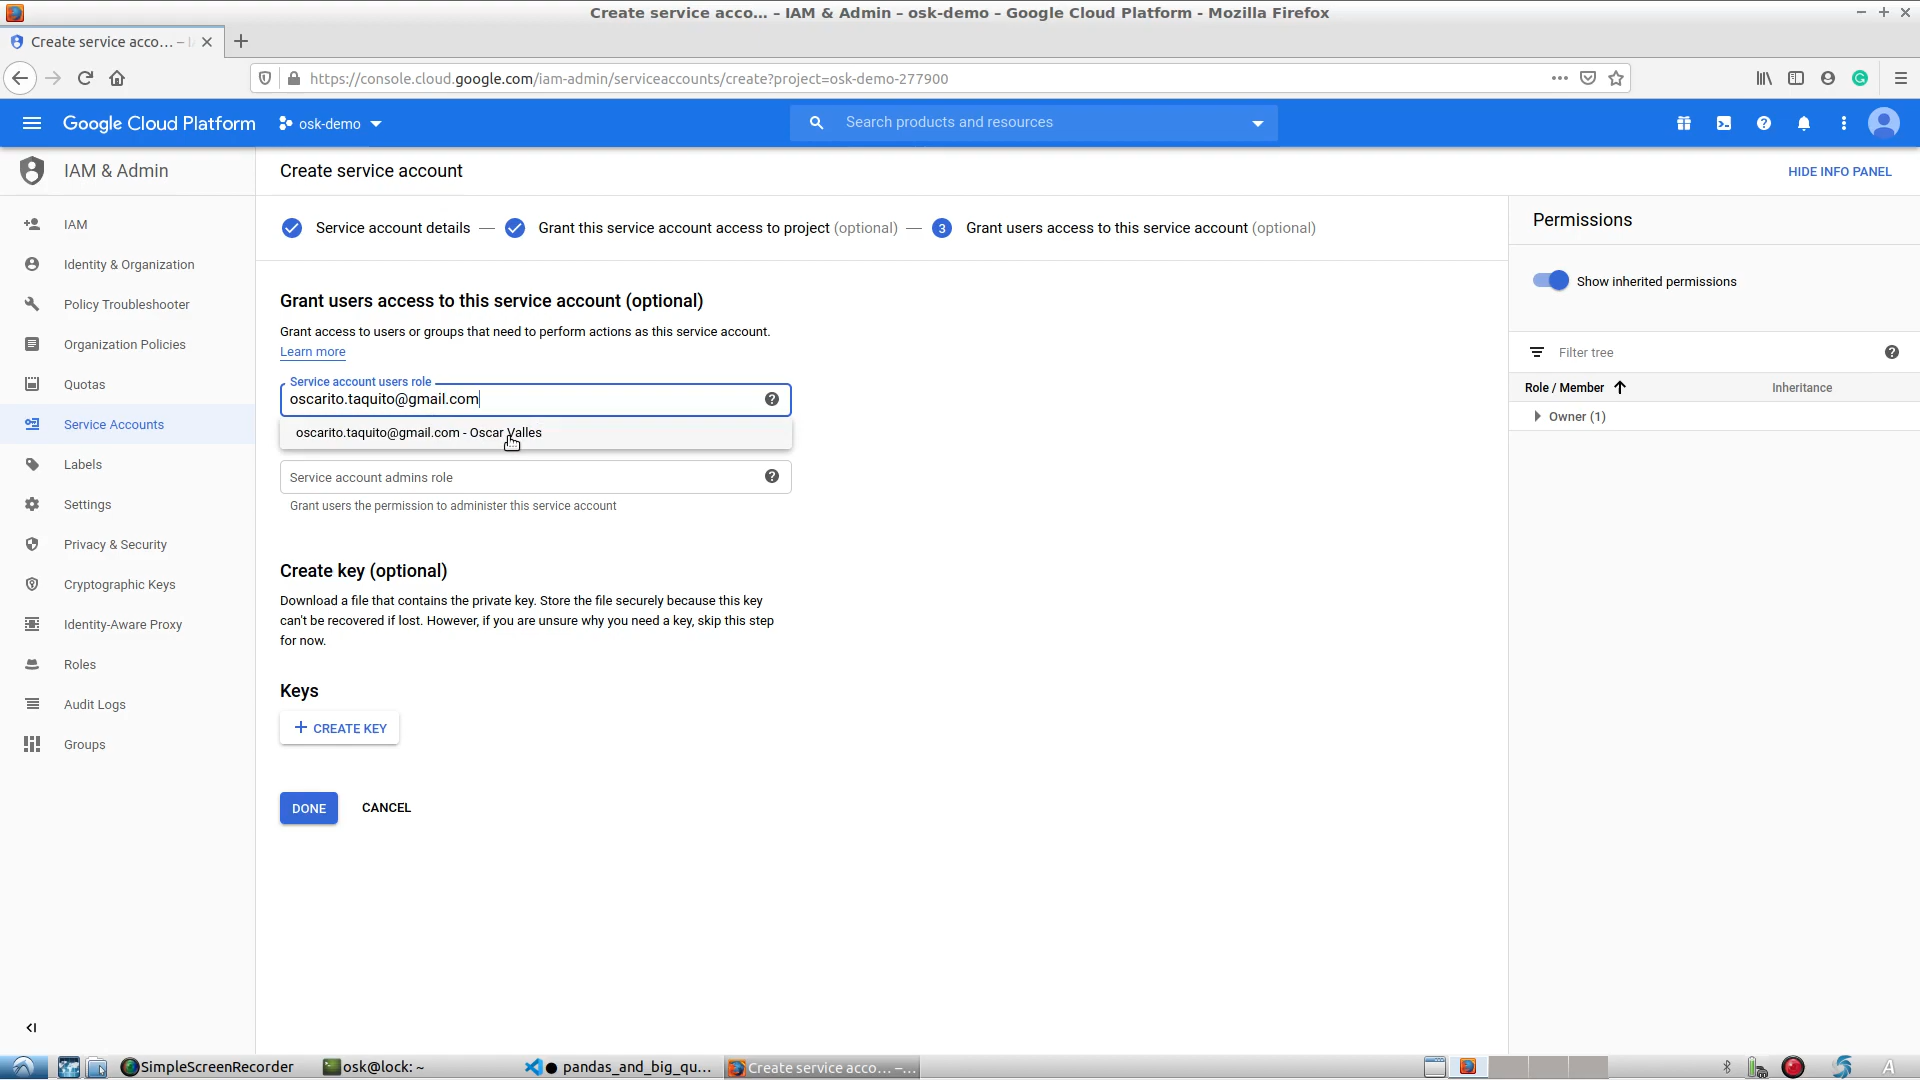 Create service acco... – IAM & Admin – osk-demo – Google Cloud Platform - Mozilla Firefox
Create service acco... –
https://console.cloud.google.com/iam-admin/serviceaccounts/create?project=osk-demo-277900
Google Cloud Platform
osk-demo
Search products and resources
IAM & Admin
Create service account
HIDE INFO PANEL
IAM
Identity & Organization
Policy Troubleshooter
Organization Policies
Quotas
Service Accounts
Labels
Settings
Privacy & Security
Cryptographic Keys
Identity-Aware Proxy
Roles
Audit Logs
Groups
Service account details — Grant this service account access to project (optional) — 3 Grant users access to this service account (optional)
Grant users access to this service account (optional)
Grant access to users or groups that need to perform actions as this service account.
Learn more
Service account users role
oscarito.taquito@gmail.com
oscarito.taquito@gmail.com - Oscar Valles
Service account admins role
Grant users the permission to administer this service account
Create key (optional)
Download a file that contains the private key. Store the file securely because this key
can't be recovered if lost. However, if you are unsure why you need a key, skip this step
for now.
Keys
+ CREATE KEY
DONE
CANCEL
Permissions
Show inherited permissions
Filter tree
Role / Member
Inheritance
Owner (1)
SimpleScreenRecorder
osk@lock: ~
● pandas_and_big_qu...
Create service acco... –...